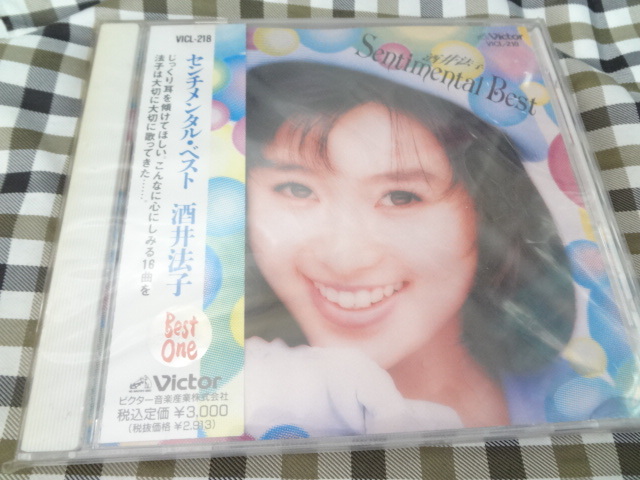 VICL-218
センチメンタル・ベスト 酒井法子
じっくり耳を傾けてほしい、こんなに心にしみる16曲を
法子は大切に大切に歌ってきた……
Best
One
Victor
ビクター音楽産業株式会社
税込定価 ¥3,000
(税抜価格 ¥2,913)
Victor
VICL-218
酒井法子
Sentimental Best